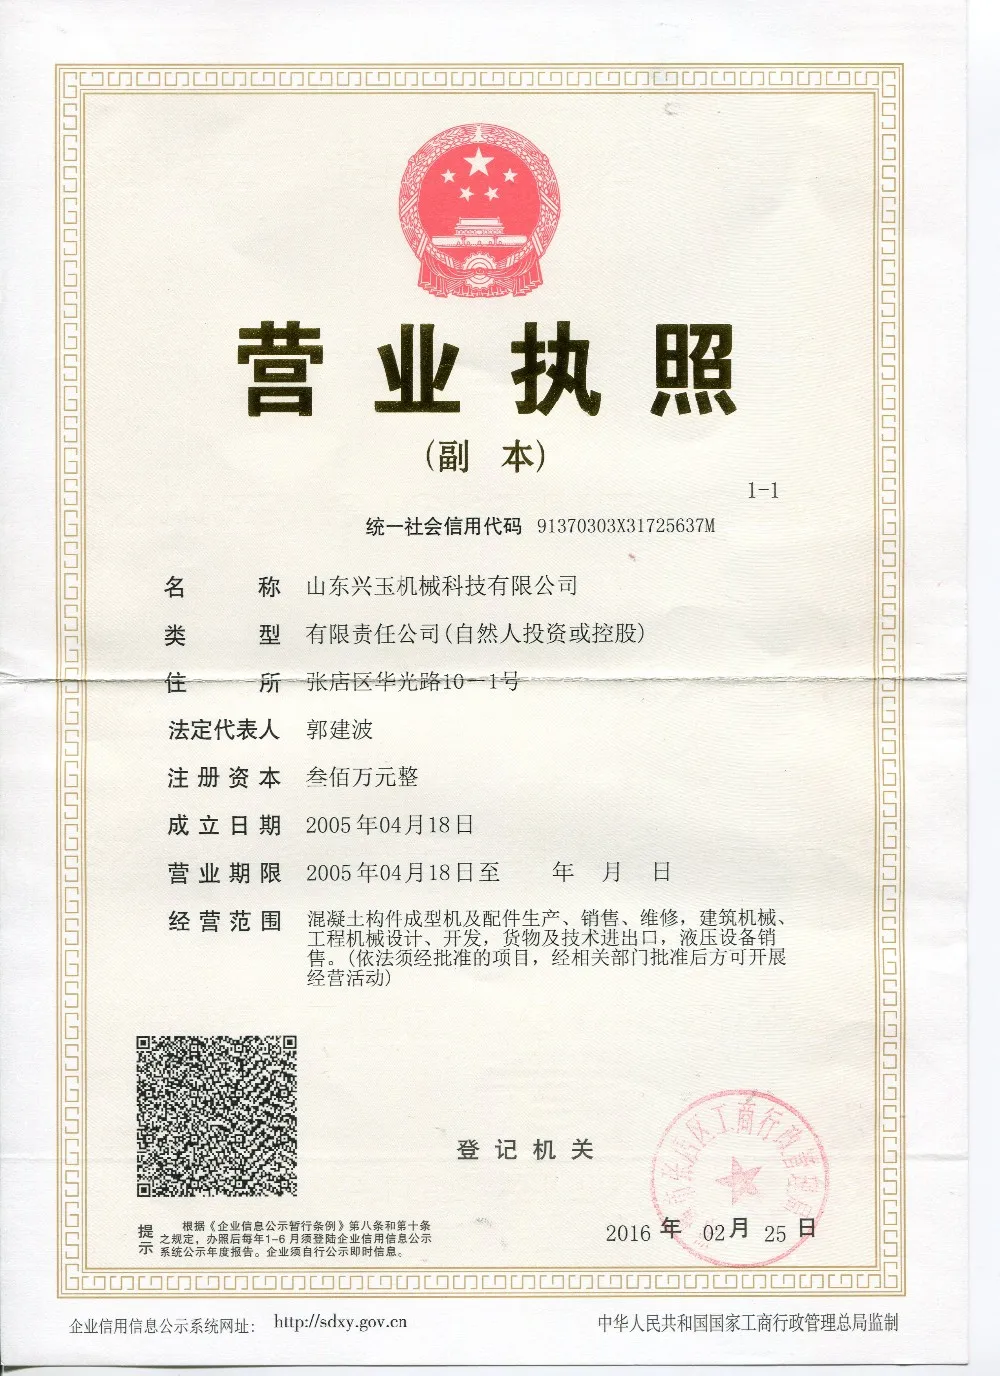 营业执照
(副 本)
1-1
统一社会信用代码 91370303X31725637M
名 称 山东兴玉机械科技有限公司
类 型 有限责任公司(自然人投资或控股)
住 所 张店区华光路10-1号
法定代表人 郭建波
注册资本 叁佰万元整
成立日期 2005年04月18日
营业期限 2005年04月18日至 年 月 日
经营范围 混凝土构件成型机及配件生产、销售、维修,建筑机械、
工程机械设计、开发,货物及技术进出口,液压设备销
售。(依法须经批准的项目,经相关部门批准后方可开展
经营活动)
登记机关
区工商行政管理局
2016 年 02 月 25 日
提示 根据《企业信息公示暂行条例》第八条和第十条
之规定,办照后每年1-6月须登陆企业信用信息公示
系统公示年度报告。企业须自行公示即时信息。
企业信用信息公示系统网址: http://sdxy.gov.cn
中华人民共和国国家工商行政管理总局监制